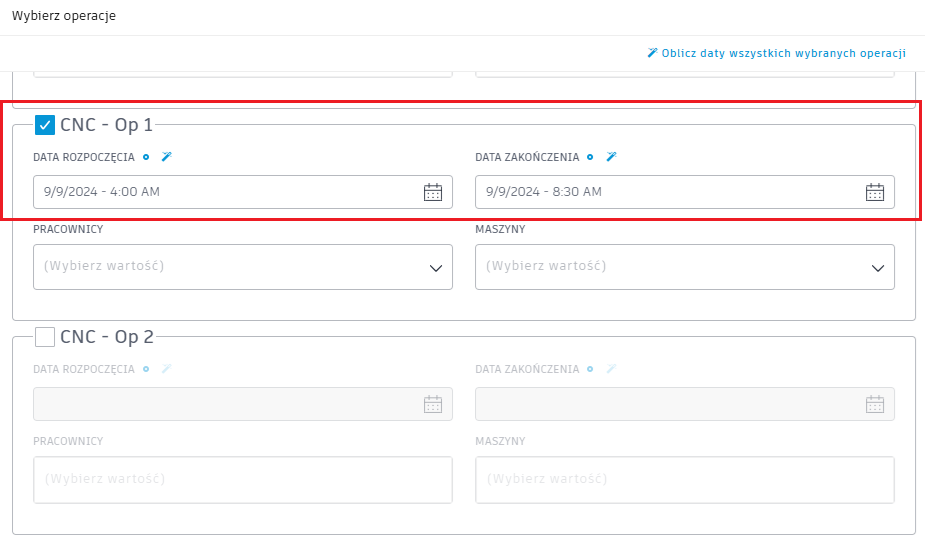 Wybierz operacje
Oblicz daty wszystkich wybranych operacji
CNC - Op 1
DATA ROZPOCZĘCIA
DATA ZAKOŃCZENIA
9/9/2024 - 4:00 AM
9/9/2024 - 8:30 AM
PRACOWNICY
MASZYNY
(Wybierz wartość)
(Wybierz wartość)
CNC - Op 2
DATA ROZPOCZĘCIA
DATA ZAKOŃCZENIA
PRACOWNICY
MASZYNY
(Wybierz wartość)
(Wybierz wartość)